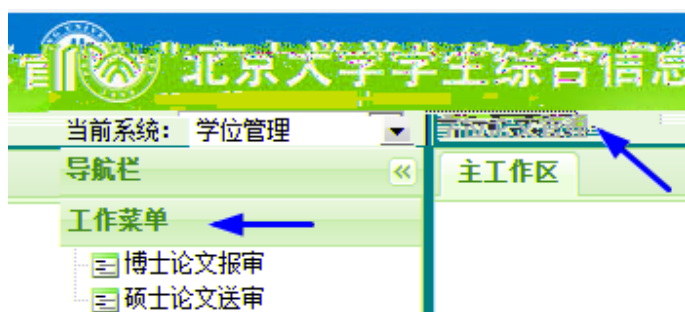 北京大学学生综合信息
当前系统： 学位管理
导航栏
主工作区
工作菜单
博士论文报审
硕士论文送审